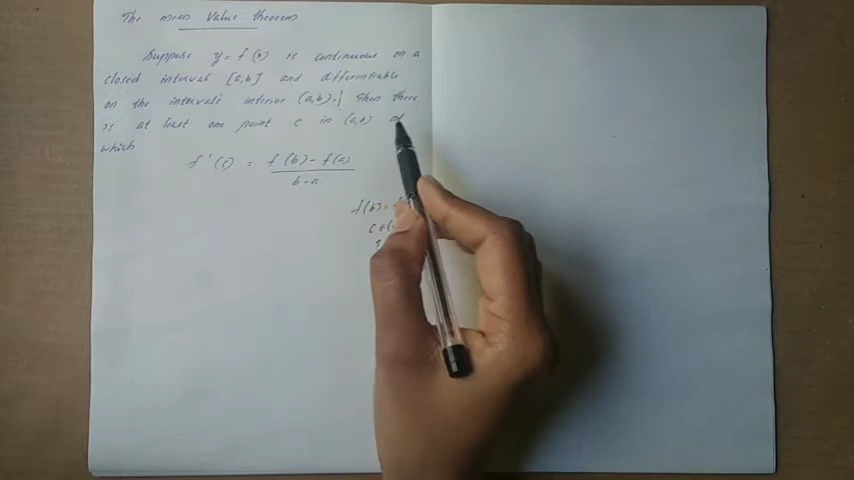 The mean value theorem
Suppose y = f(x) is continuous on a
closed interval [a,b] and differentiable
on the interval's interior (a,b). Then there
is at least one point c in (a,b) at
which
f'(c) = f(b) - f(a)
b - a.
f(b) =